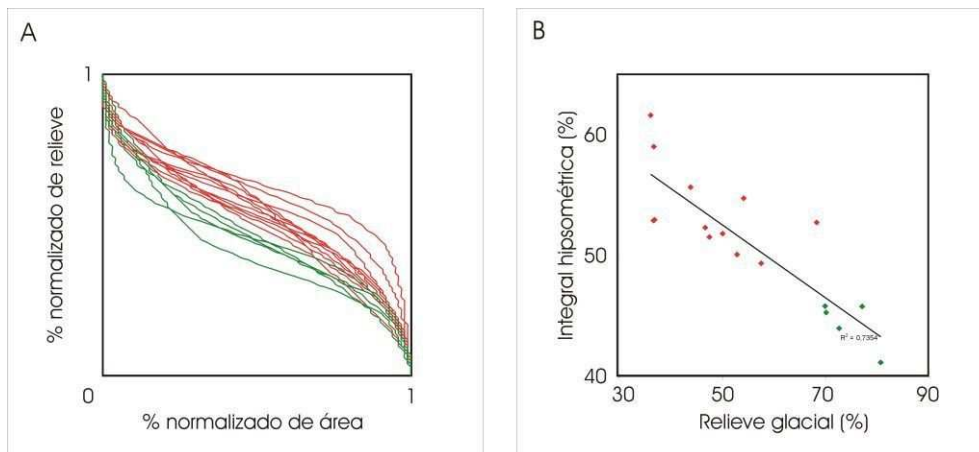 A
1
% normalizado de relieve
0
1
% normalizado de área
B
Integral hipsométrica (%)
60
50
40
R² = 0,7354
30
50
70
90
Relieve glacial (%)